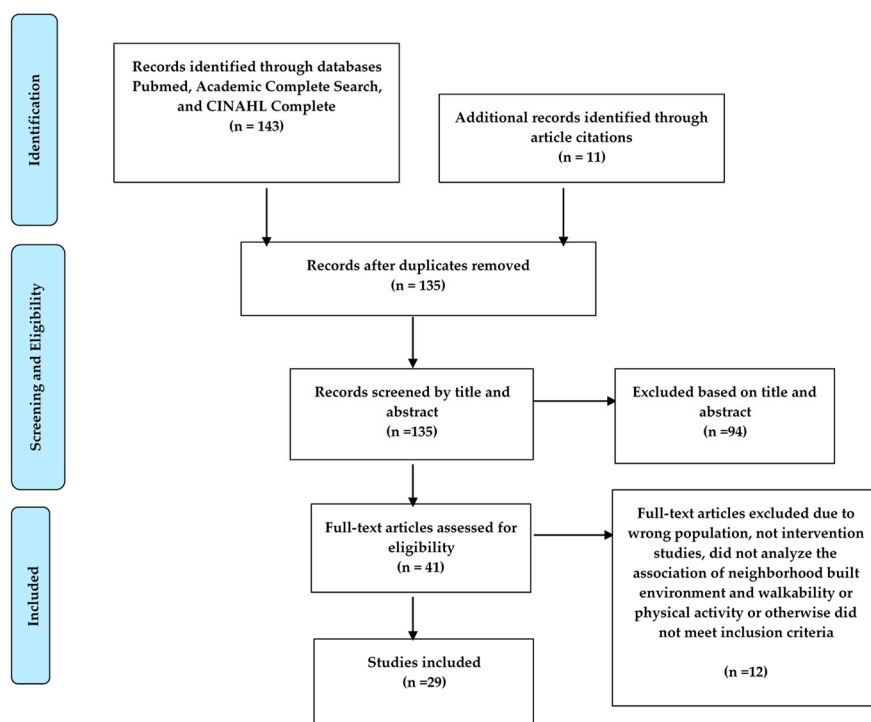 Identification
Records identified through databases
Pubmed, Academic Complete Search,
and CINAHL Complete
(n = 143)
Additional records identified through
article citations
(n = 11)
Screening and Eligibility
Records after duplicates removed
(n = 135)
Records screened by title and
abstract
(n =135)
Excluded based on title and
abstract
(n =94)
Included
Full-text articles assessed for
eligibility
(n = 41)
Full-text articles excluded due to
wrong population, not intervention
studies, did not analyze the
association of neighborhood built
environment and walkability or
physical activity or otherwise did
not meet inclusion criteria
(n =12)
Studies included
(n =29)